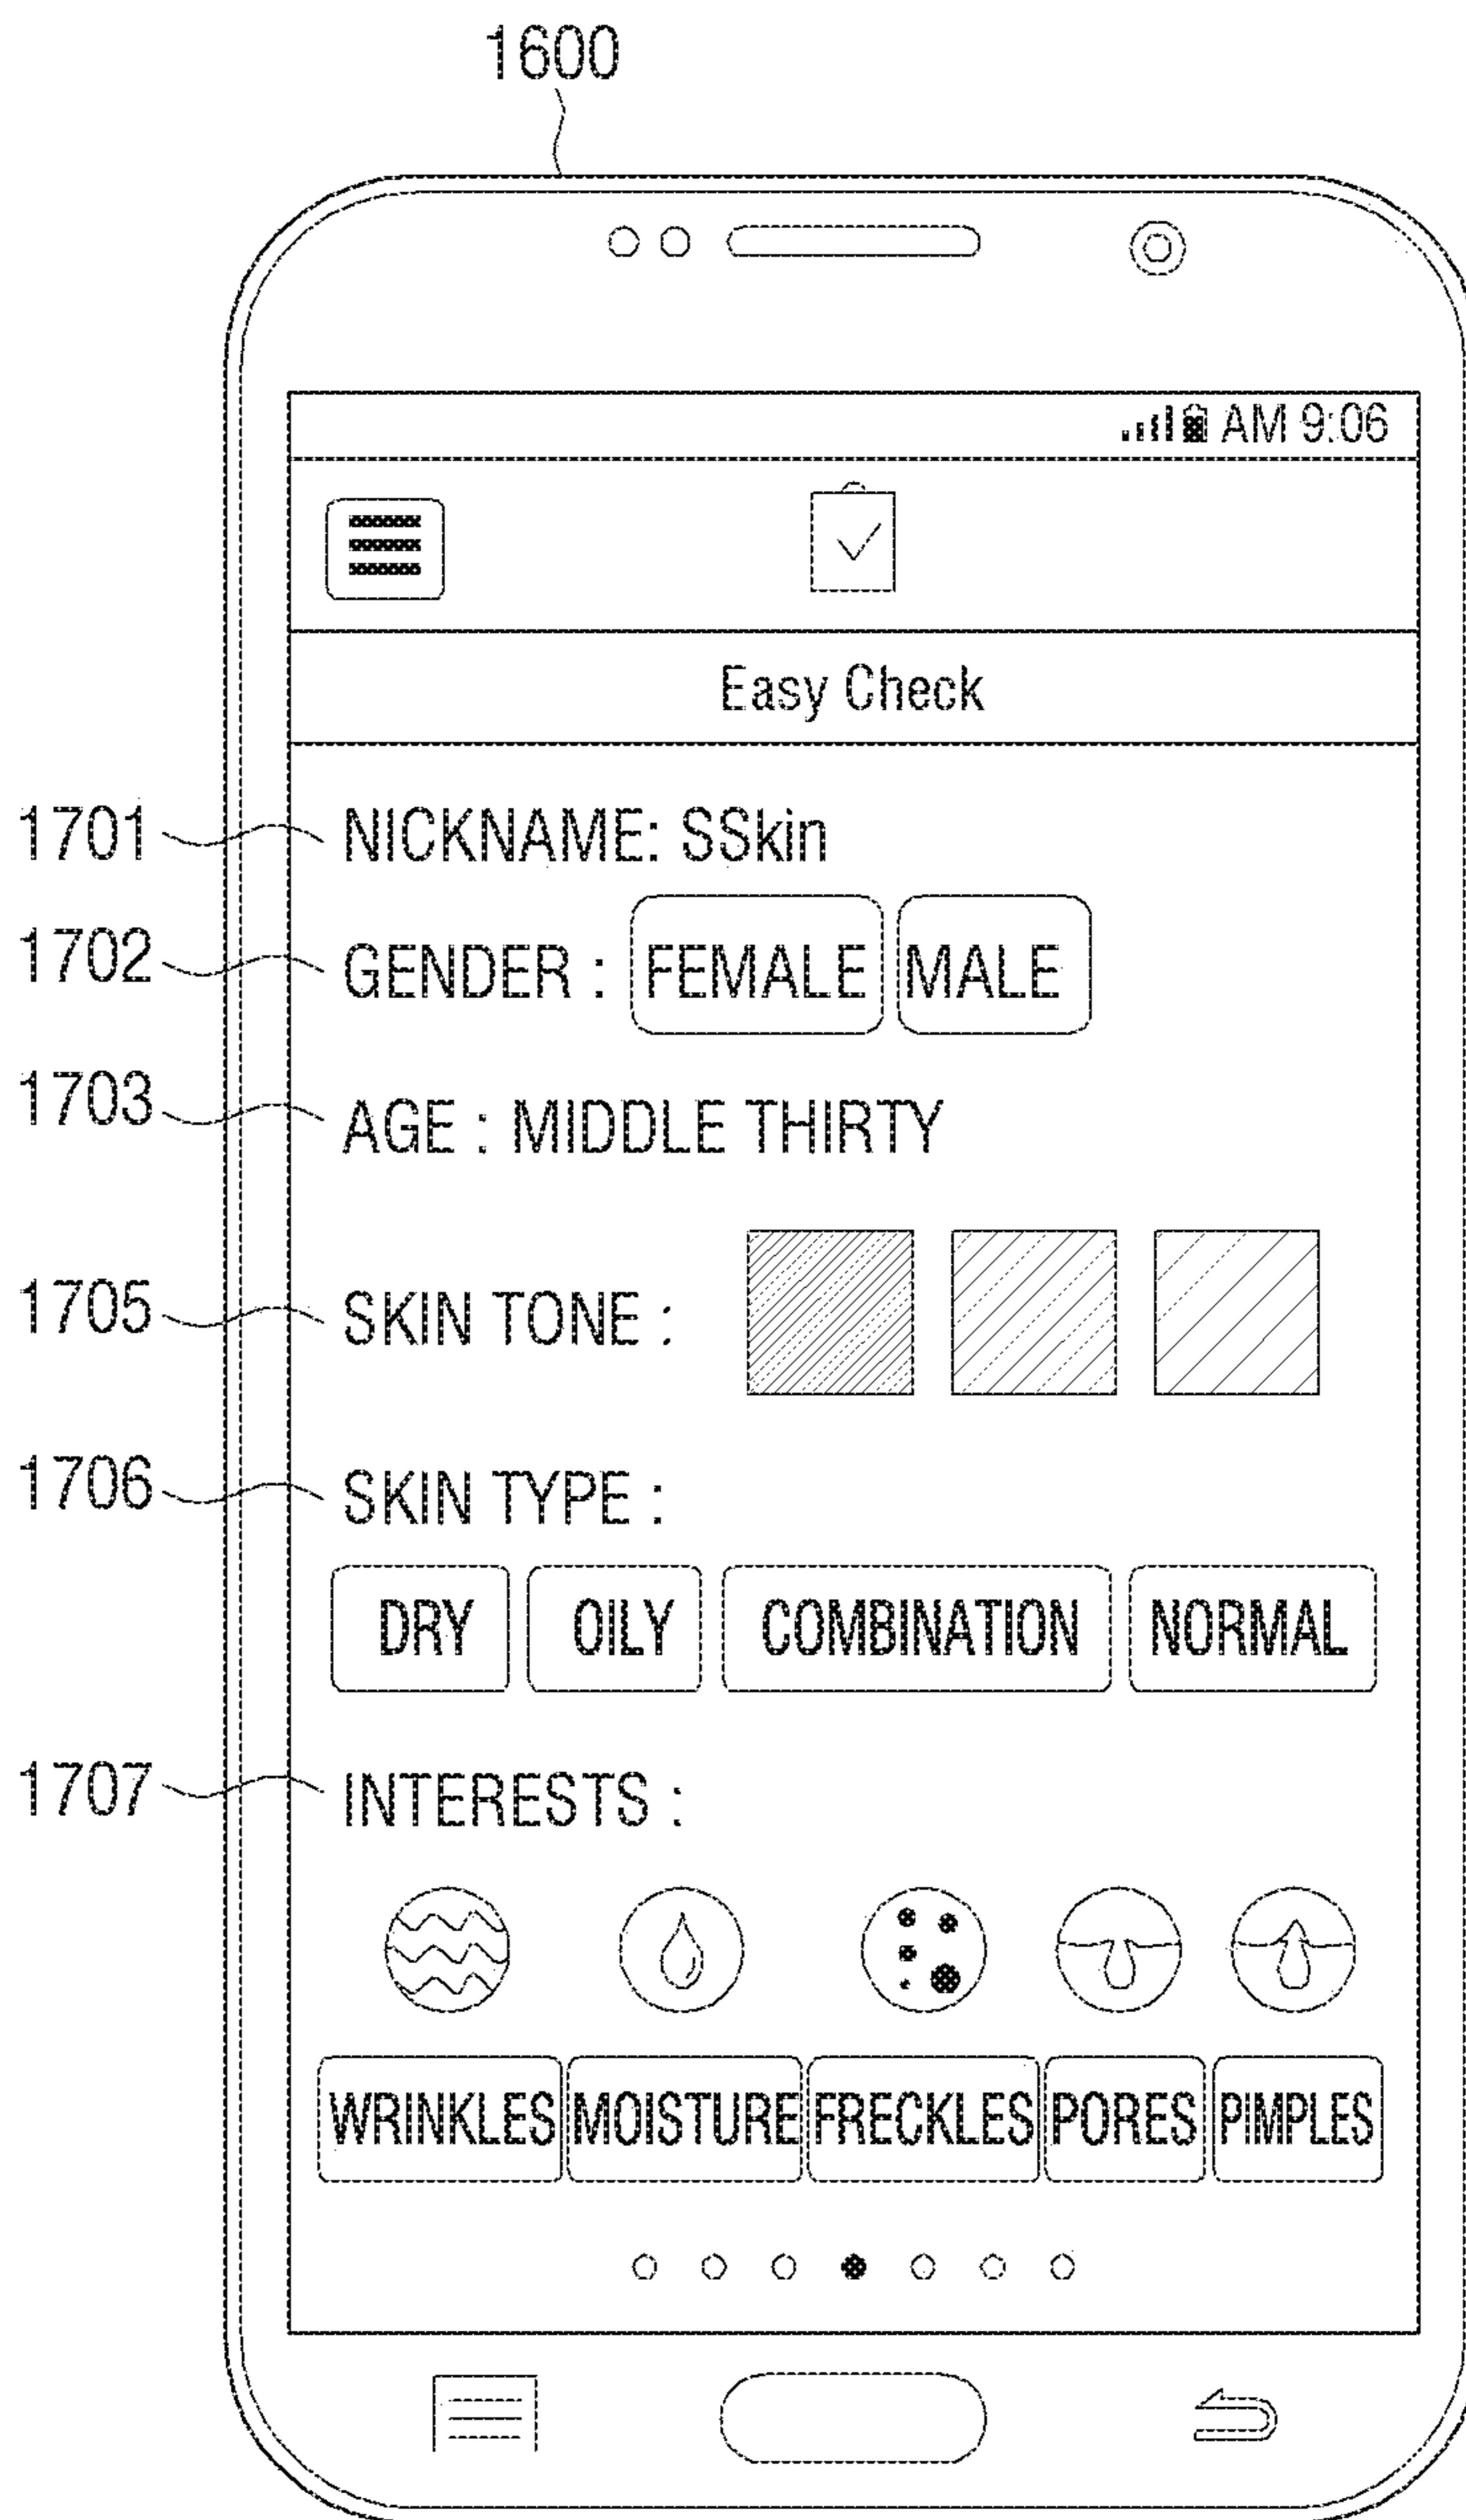 1600
AM 9:06
Easy Check
1701 NICKNAME: SSkin
1702 GENDER : FEMALE MALE
1703 AGE : MIDDLE THIRTY
1705 SKIN TONE :
1706 SKIN TYPE :
DRY OILY COMBINATION NORMAL
1707 INTERESTS :
WRINKLES MOISTURE FRECKLES PORES PIMPLES